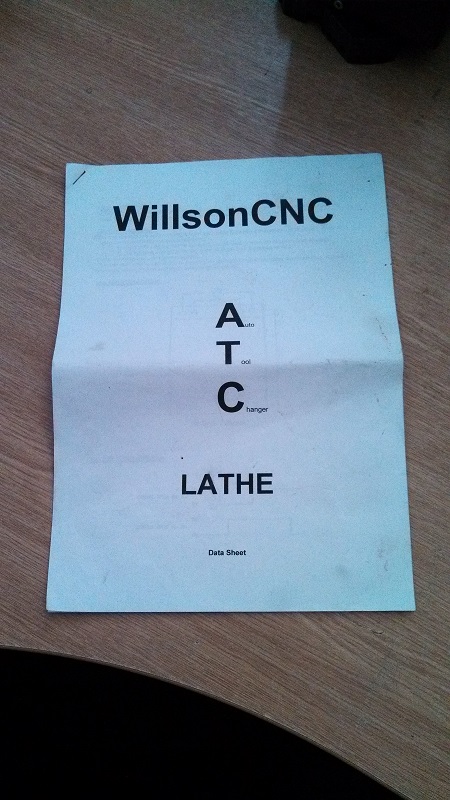 WillsonCNC
Auto
Tool
Changer
LATHE
Data Sheet